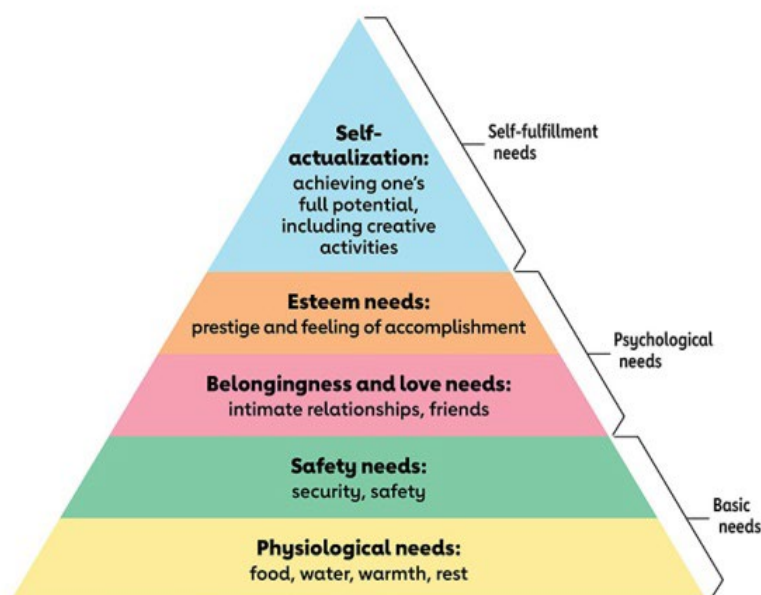 Self-
actualization:
achieving one's
full potential,
including creative
activities
Self-fulfillment
needs
Esteem needs:
prestige and feeling of accomplishment
Psychological
needs
Belongingness and love needs:
intimate relationships, friends
Safety needs:
security, safety
Basic
needs
Physiological needs:
food, water, warmth, rest